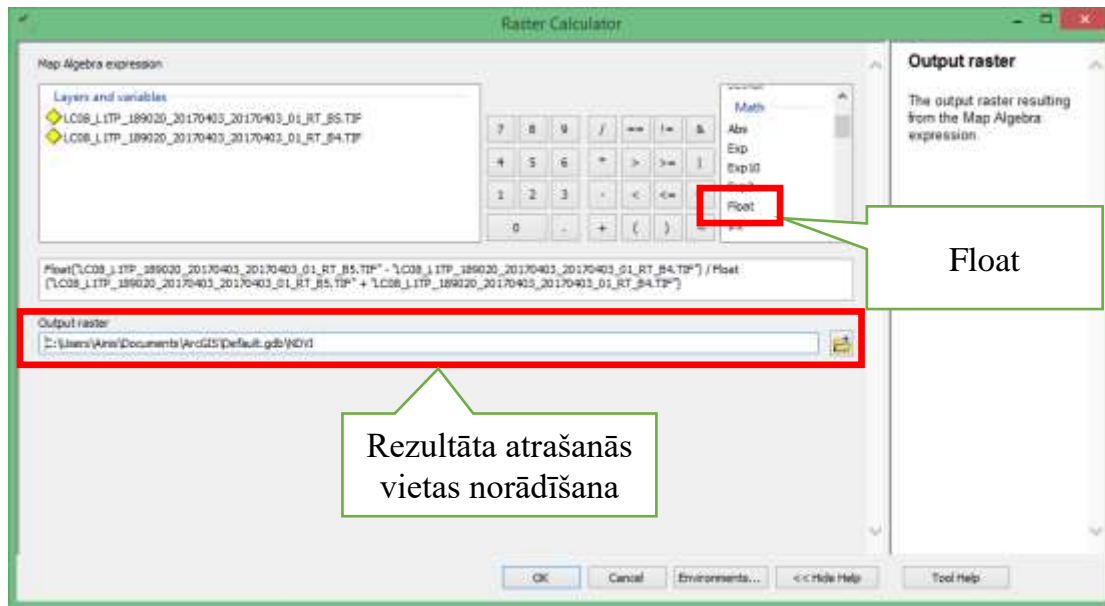 Raster Calculator
Map Algebra expression
Layers and variables
LC08_L1TP_189020_20170403_20170403_01_RT_B5.TIF
LC08_L1TP_189020_20170403_20170403_01_RT_B4.TIF
7 8 9 / == != &
4 5 6 * > >= |
1 2 3 - < <=
0 . + ( )
Math
Abs
Exp
Exp10
Float
Float("LC08_L1TP_189020_20170403_20170403_01_RT_B5.TIF" - "LC08_L1TP_189020_20170403_20170403_01_RT_B4.TIF") / Float
("LC08_L1TP_189020_20170403_20170403_01_RT_B5.TIF" + "LC08_L1TP_189020_20170403_20170403_01_RT_B4.TIF")
Output raster
C:\Users\Ainis\Documents\ArcGIS\Default.gdb\NDVI
Output raster
The output raster resulting
from the Map Algebra
expression.
Float
Rezultāta atrašanās
vietas norādīšana
OK Cancel Environments... << Hide Help Tool Help